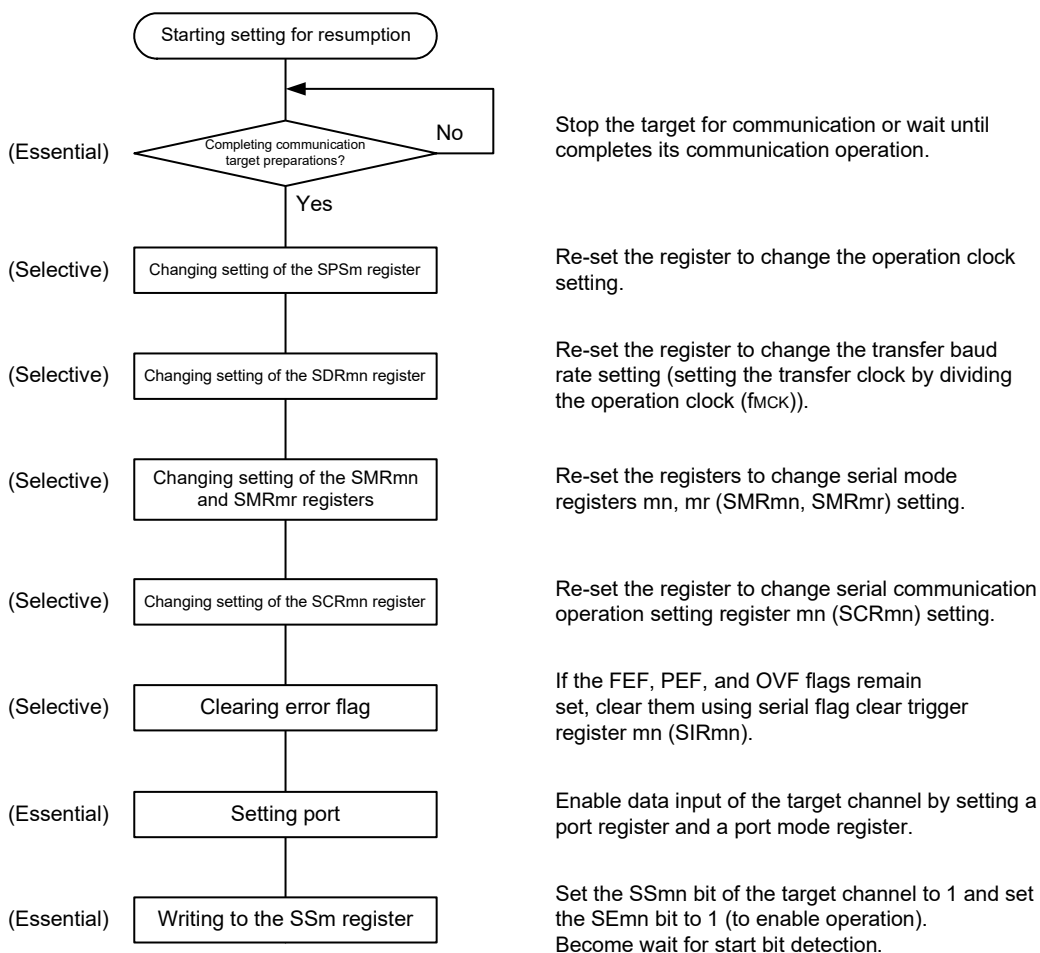 Starting setting for resumption
(Essential)
Completing communication
target preparations?
No
Yes
Stop the target for communication or wait until
completes its communication operation.
(Selective)
Changing setting of the SPSm register
Re-set the register to change the operation clock
setting.
(Selective)
Changing setting of the SDRmn register
Re-set the register to change the transfer baud
rate setting (setting the transfer clock by dividing
the operation clock (fMCK)).
(Selective)
Changing setting of the SMRmn
and SMRmr registers
Re-set the registers to change serial mode
registers mn, mr (SMRmn, SMRmr) setting.
(Selective)
Changing setting of the SCRmn register
Re-set the register to change serial communication
operation setting register mn (SCRmn) setting.
(Selective)
Clearing error flag
If the FEF, PEF, and OVF flags remain
set, clear them using serial flag clear trigger
register mn (SIRmn).
(Essential)
Setting port
Enable data input of the target channel by setting a
port register and a port mode register.
(Essential)
Writing to the SSm register
Set the SSmn bit of the target channel to 1 and set
the SEmn bit to 1 (to enable operation).
Become wait for start bit detection.